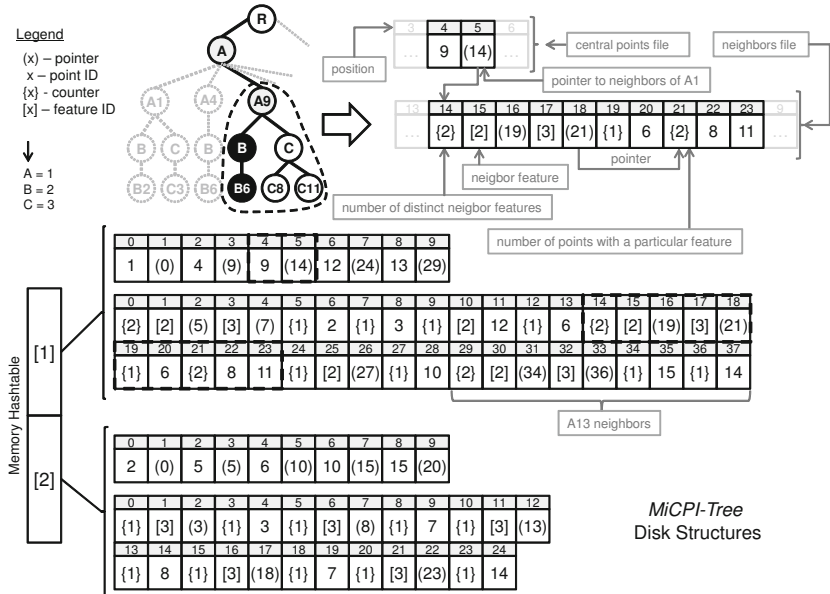 Legend
(x) – pointer
x – point ID
{x} - counter
[x] – feature ID
A = 1
B = 2
C = 3
R
A
A1 A4 A9
B C B B C
B2 C3 B6 B6 C8 C11
3 4 5 6
... 9 (14) ...
position
central points file
neighbors file
pointer to neighbors of A1
13 14 15 16 17 18 19 20 21 22 23 9
... {2} [2] (19) [3] (21) {1} 6 {2} 8 11 ...
pointer
neigbor feature
number of distinct neigbor features
number of points with a particular feature
Memory Hashtable
[1]
0 1 2 3 4 5 6 7 8 9
1 (0) 4 (9) 9 (14) 12 (24) 13 (29)
0 1 2 3 4 5 6 7 8 9 10 11 12 13 14 15 16 17 18
{2} [2] (5) [3] (7) {1} 2 {1} 3 {1} [2] 12 {1} 6 {2} [2] (19) [3] (21)
19 20 21 22 23 24 25 26 27 28 29 30 31 32 33 34 35 36 37
{1} 6 {2} 8 11 {1} [2] (27) {1} 10 {2} [2] (34) [3] (36) {1} 15 {1} 14
A13 neighbors
[2]
0 1 2 3 4 5 6 7 8 9
2 (0) 5 (5) 6 (10) 10 (15) 15 (20)
0 1 2 3 4 5 6 7 8 9 10 11 12
{1} [3] (3) {1} 3 {1} [3] (8) {1} 7 {1} [3] (13)
13 14 15 16 17 18 19 20 21 22 23 24
{1} 8 {1} [3] (18) {1} 7 {1} [3] (23) {1} 14
MiCPI-Tree
Disk Structures